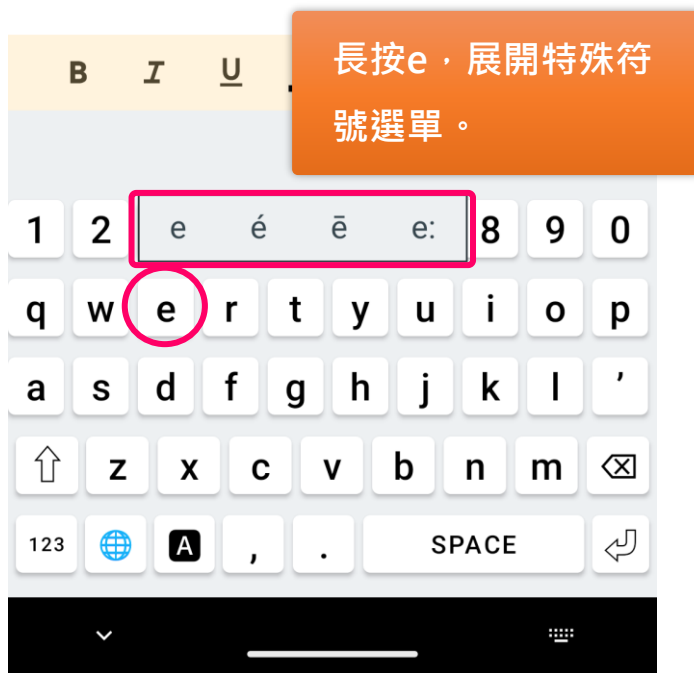 長按e,展開特殊符
號選單。
B I U
1 2 e é ē e: 8 9 0
q w e r t y u i o p
a s d f g h j k l ’
z x c v b n m
123 A , . SPACE